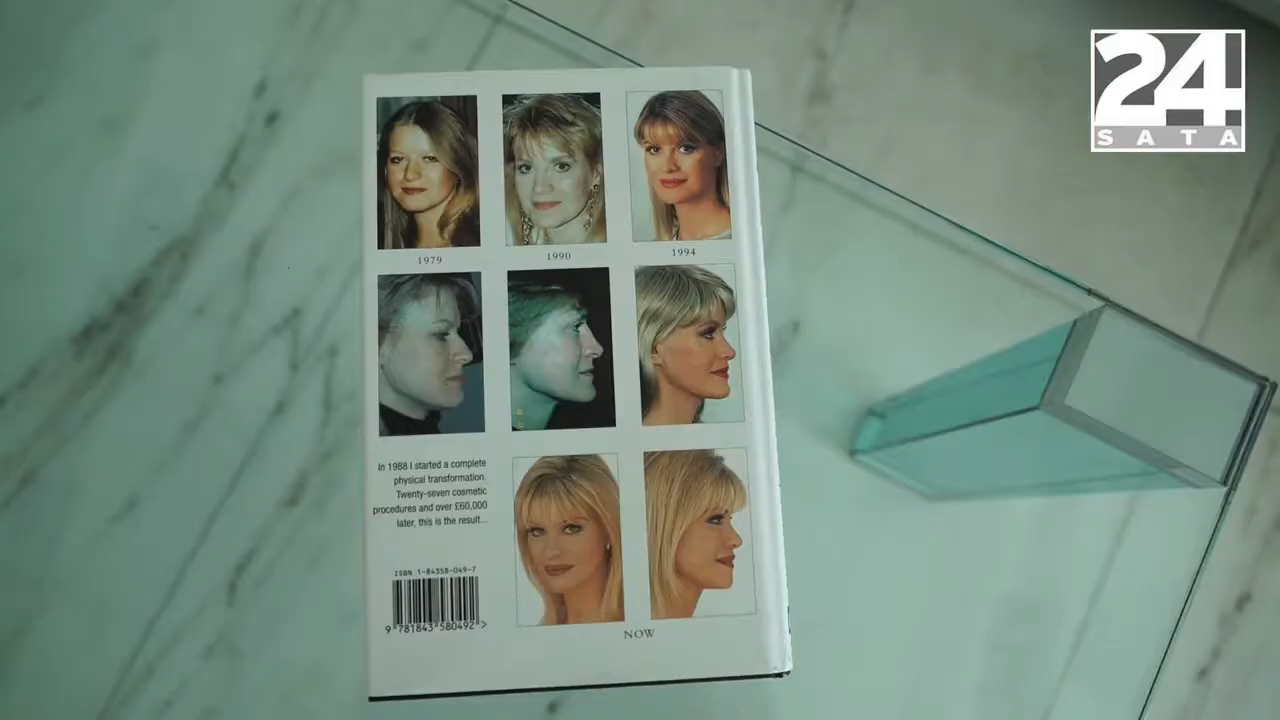 24
SATA
1979
1990
1994
In 1988 I started a complete
physical transformation.
Twenty-seven cosmetic
procedures and over £60,000
later, this is the result...
ISBN 1-84358-049-7
9 781843 580492 >
NOW